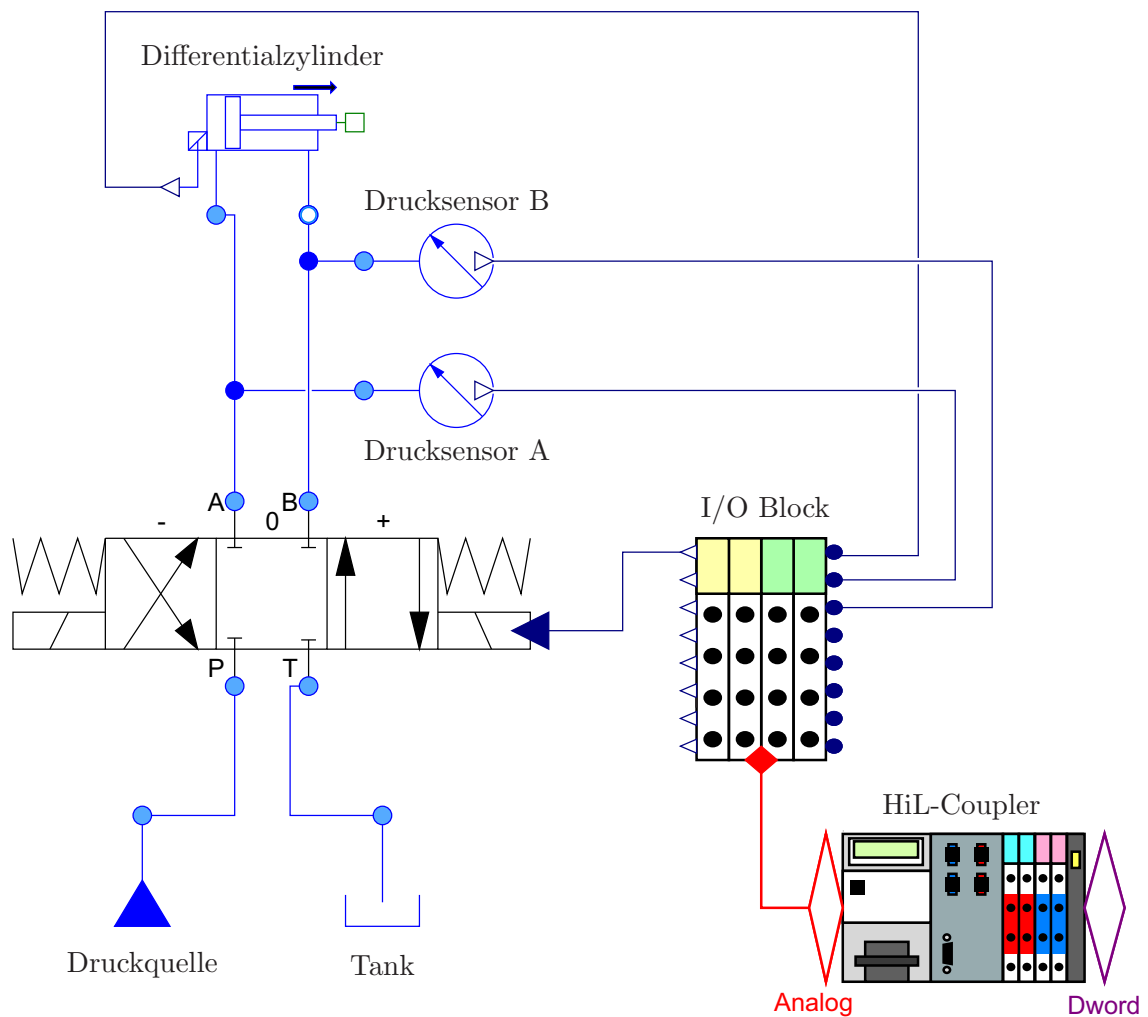 Differentialzylinder
Drucksensor B
Drucksensor A
A
B
-
0
+
I/O Block
P
T
HiL-Coupler
Druckquelle
Tank
Analog
Dword